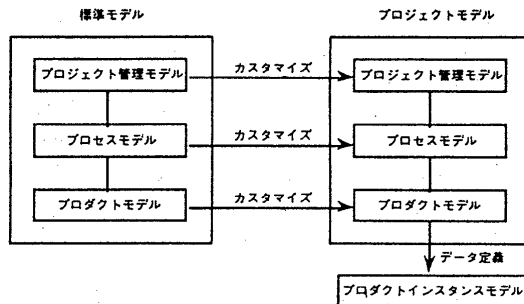 標準モデル
プロジェクトモデル
プロジェクト管理モデル
カスタマイズ
プロジェクト管理モデル
プロセスモデル
カスタマイズ
プロセスモデル
プロダクトモデル
カスタマイズ
プロダクトモデル
データ定義
プロダクトインスタンスモデル